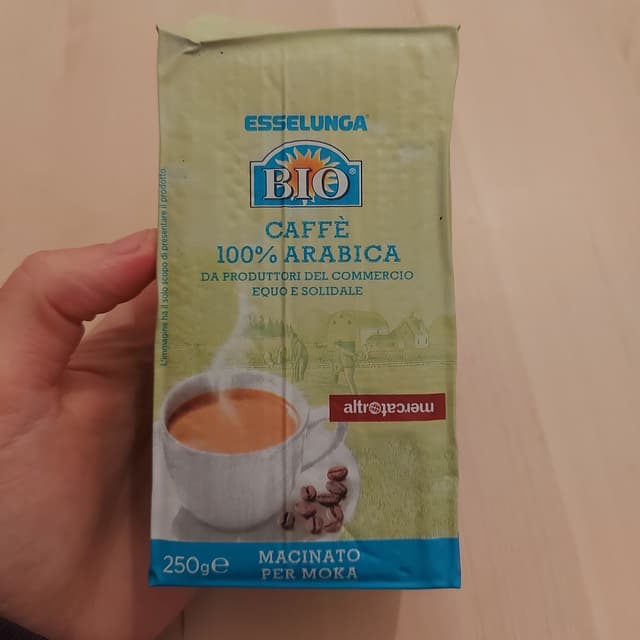 ESSELUNGA®
BIO®
CAFFÈ
100% ARABICA
DA PRODUTTORI DEL COMMERCIO
EQUO E SOLIDALE
L'immagine ha il solo scopo di presentare il prodotto.
altromercato
250g℮
MACINATO
PER MOKA